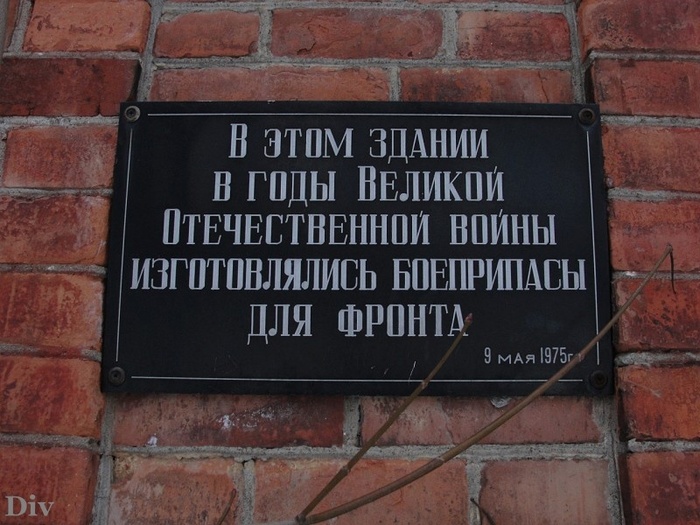 В этом здании
в годы Великой
Отечественной войны
изготовлялись боеприпасы
для фронта
9 мая 1975г.
Div